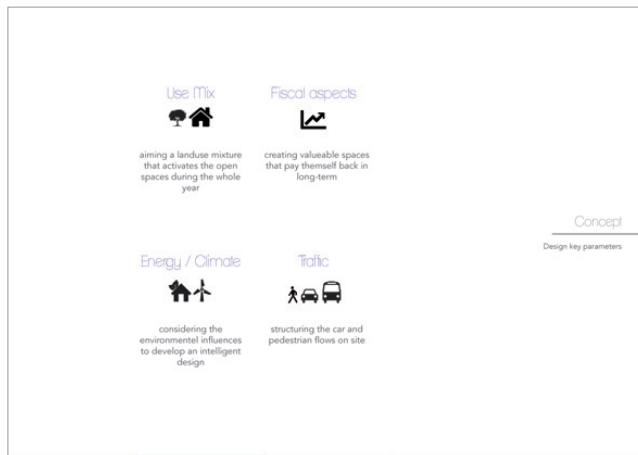 Use Mix
aiming a landuse mixture
that activates the open
spaces during the whole
year
Fiscal aspects
creating valueable spaces
that pay themself back in
long-term
Concept
Design key parameters
Energy / Climate
considering the
environmentel influences
to develop an intelligent
design
Traffic
structuring the car and
pedestrian flows on site